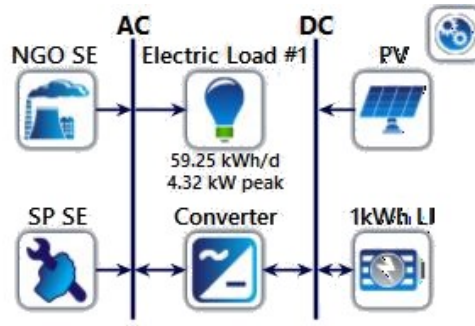 AC DC
NGO SE Electric Load #1 PV
59.25 kWh/d
4.32 kW peak
SP SE Converter 1kWh LI